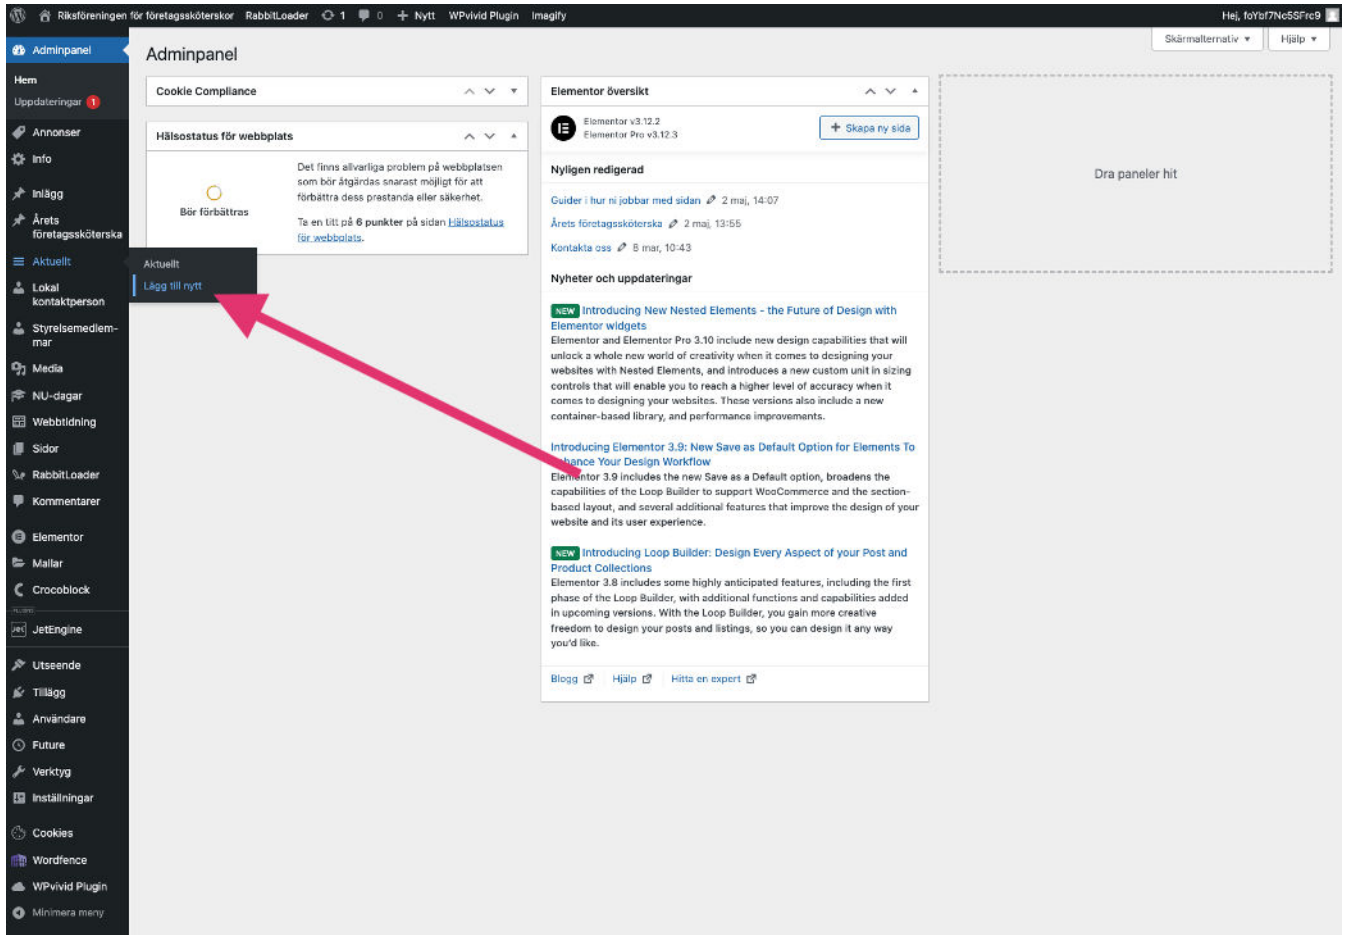 Riksföreningen för företagssköterskor RabbitLoader 1 0 + Nytt WPvivid Plugin Imagify Hej, foYbf7Nc5SFrc9
Skärmalternativ Hjälp
Adminpanel
Hem
Uppdateringar 1
Annonser
Info
Inlägg
Årets
företagssköterska
Aktuellt
Lokal
kontaktperson
Styrelsemedlem-
mar
Media
NU-dagar
Webbtidning
Sidor
RabbitLoader
Kommentarer
Elementor
Mallar
Crocoblock
JetEngine
Utseende
Tillägg
Användare
Future
Verktyg
Inställningar
Cookies
Wordfence
WPvivid Plugin
Minimera meny
Aktuellt
Lägg till nytt
Adminpanel
Cookie Compliance
Hälsostatus för webbplats
Bör förbättras
Det finns allvarliga problem på webbplatsen
som bör åtgärdas snarast möjligt för att
förbättra dess prestanda eller säkerhet.
Ta en titt på 6 punkter på sidan Hälsostatus
för webbplats.
Elementor översikt
Elementor v3.12.2
Elementor Pro v3.12.3
+ Skapa ny sida
Nyligen redigerad
Guider i hur ni jobbar med sidan 2 maj, 14:07
Årets företagssköterska 2 maj, 13:55
Kontakta oss 6 mar, 10:43
Nyheter och uppdateringar
NEW Introducing New Nested Elements - the Future of Design with
Elementor widgets
Elementor and Elementor Pro 3.10 include new design capabilities that will
unlock a whole new world of creativity when it comes to designing your
websites with Nested Elements, and introduces a new custom unit in sizing
controls that will enable you to reach a higher level of accuracy when it
comes to designing your websites. These versions also include a new
container-based library, and performance improvements.
Introducing Elementor 3.9: New Save as Default Option for Elements To
Enhance Your Design Workflow
Elementor 3.9 includes the new Save as a Default option, broadens the
capabilities of the Loop Builder to support WooCommerce and the section-
based layout, and several additional features that improve the design of your
website and its user experience.
NEW Introducing Loop Builder: Design Every Aspect of your Post and
Product Collections
Elementor 3.8 includes some highly anticipated features, including the first
phase of the Loop Builder, with additional functions and capabilities added
in upcoming versions. With the Loop Builder, you gain more creative
freedom to design your posts and listings, so you can design it any way
you'd like.
Blogg Hjälp Hitta en expert
Dra paneler hit